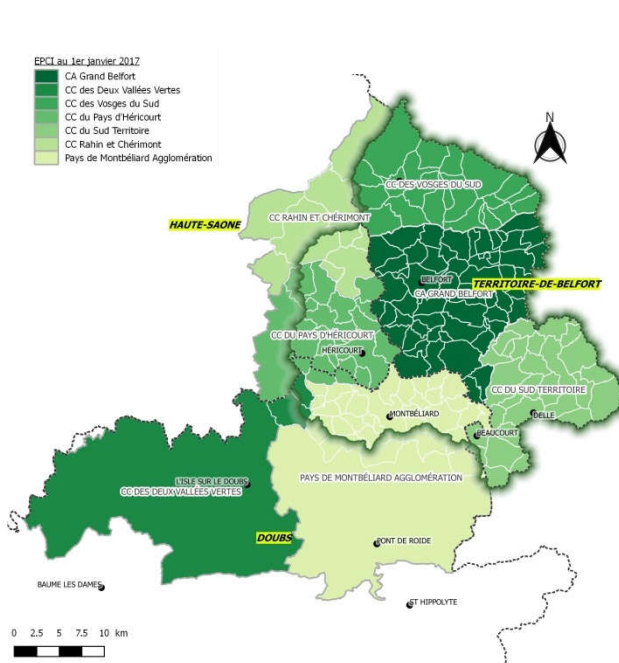 EPCI au 1er janvier 2017
CA Grand Belfort
CC des Deux Vallées Vertes
CC des Vosges du Sud
CC du Pays d'Héricourt
CC du Sud Territoire
CC Rahin et Chérimont
Pays de Montbéliard Agglomération
N
CC DES VOSGES DU SUD
CC RAHIN ET CHÉRIMONT
HAUTE-SAONE
BELFORT
TERRITOIRE-DE-BELFORT
CA GRAND BELFORT
CC DU PAYS D'HÉRICOURT
HÉRICOURT
CC DU SUD TERRITOIRE
MONTBÉLIARD
DELLE
BEAUCOURT
L'ISLE SUR LE DOUBS
PAYS DE MONTBÉLIARD AGGLOMÉRATION
CC DES DEUX VALLÉES VERTES
DOUBS
PONT DE ROIDE
BAUME LES DAMES
ST HIPPOLYTE
0 2.5 5 7.5 10 km